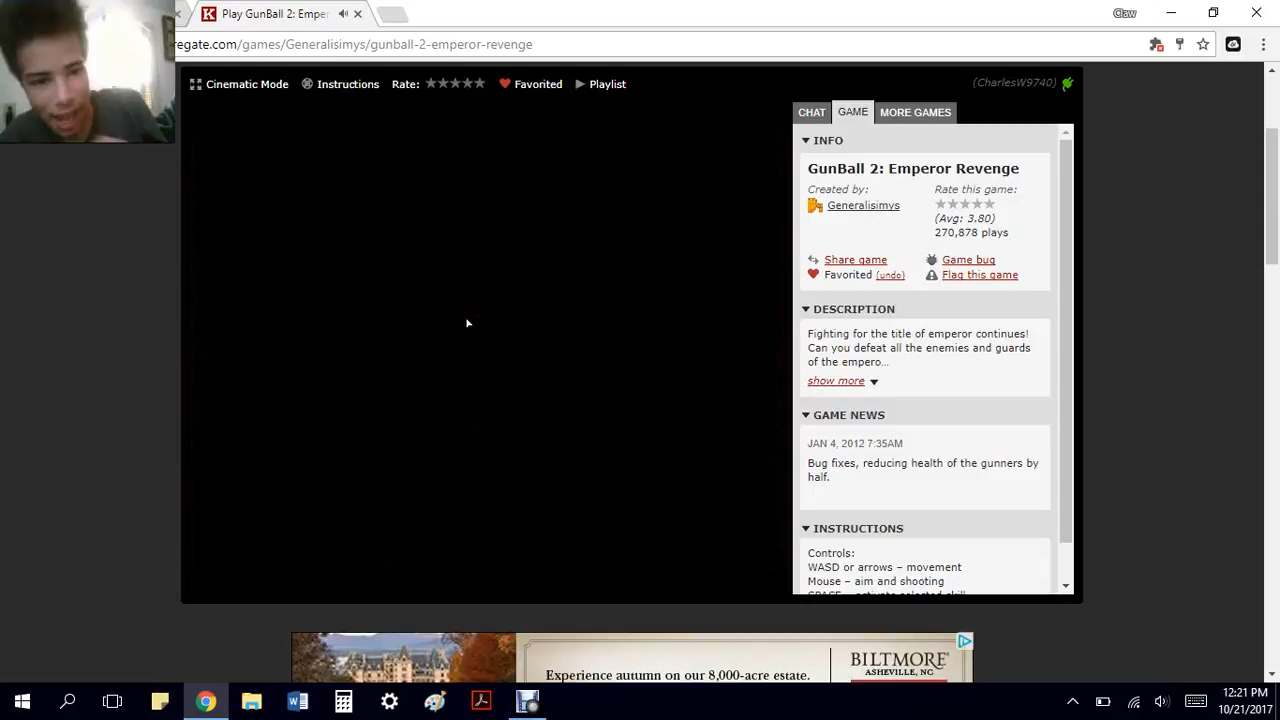 Play GunBall 2: Emper
Claw
regate.com/games/Generalisimys/gunball-2-emperor-revenge
Cinematic Mode Instructions Rate: Favorited Playlist (CharlesW9740)
CHAT GAME MORE GAMES
INFO
GunBall 2: Emperor Revenge
Created by: Rate this game:
Generalisimys
(Avg: 3.80)
270,878 plays
Share game Game bug
Favorited (undo) Flag this game
DESCRIPTION
Fighting for the title of emperor continues!
Can you defeat all the enemies and guards
of the empero...
show more
GAME NEWS
JAN 4, 2012 7:35AM
Bug fixes, reducing health of the gunners by
half.
INSTRUCTIONS
Controls:
WASD or arrows – movement
Mouse – aim and shooting
SPACE – activate selected skill
Experience autumn on our 8,000-acre estate.
BILTMORE
ASHEVILLE, NC
12:21 PM
10/21/2017